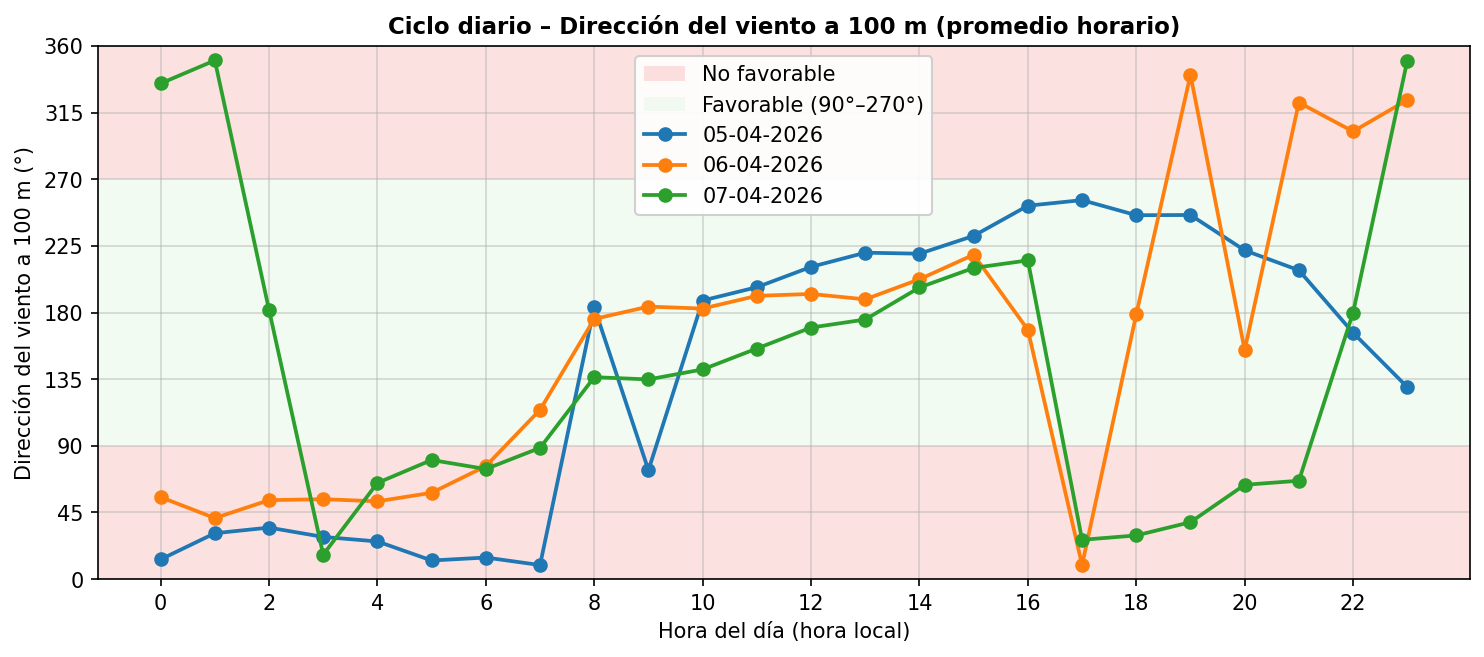 Ciclo diario – Dirección del viento a 100 m (promedio horario)
Dirección del viento a 100 m (°)
360
315
270
225
180
135
90
45
0
No favorable
Favorable (90°–270°)
05-04-2026
06-04-2026
07-04-2026
0 2 4 6 8 10 12 14 16 18 20 22
Hora del día (hora local)